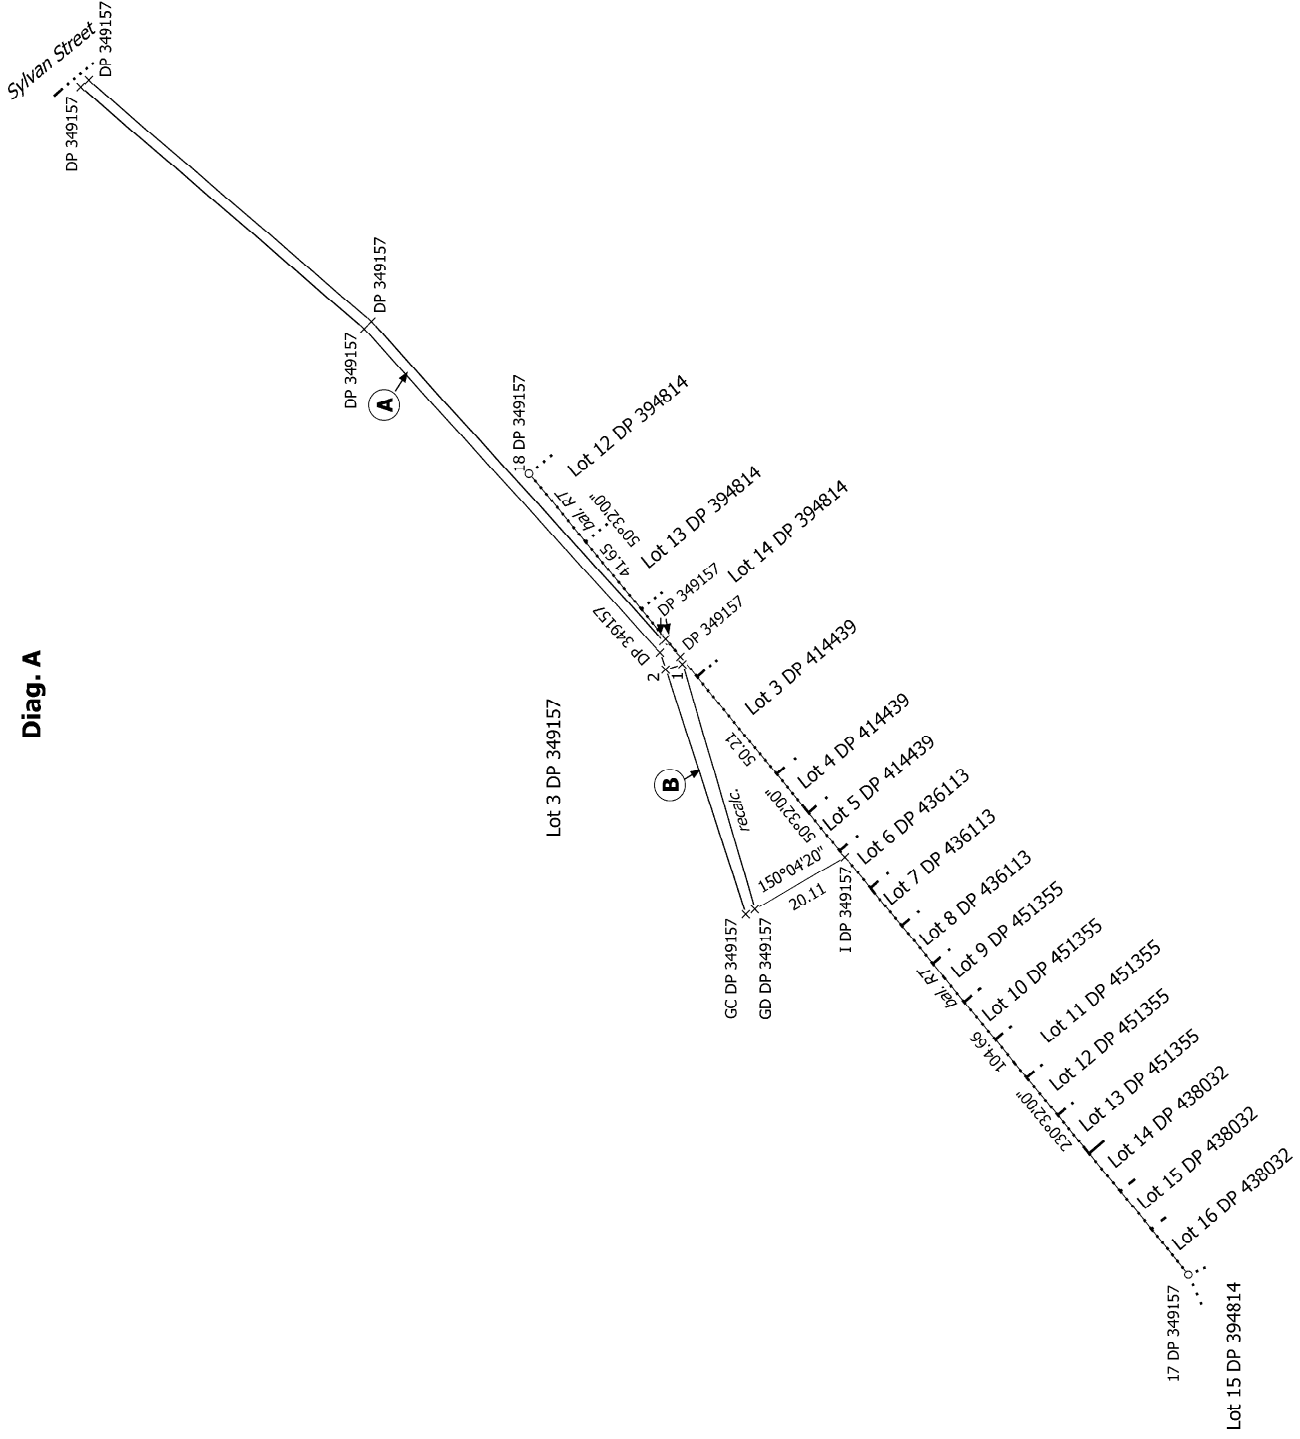 Diag. A
Sylvan Street
DP 349157
DP 349157
DP 349157
DP 349157
A
18 DP 349157
Lot 12 DP 394814
bal. RT
50°32'00"
41.65
Lot 13 DP 394814
Lot 14 DP 394814
DP 349157
DP 349157
DP 349157
2
1
Lot 3 DP 349157
Lot 3 DP 414439
50.21
B
recalc.
50°32'00"
Lot 4 DP 414439
Lot 5 DP 414439
Lot 6 DP 436113
150°04'20"
20.11
I DP 349157
GC DP 349157
GD DP 349157
Lot 7 DP 436113
Lot 8 DP 436113
Lot 9 DP 451355
bal. RT
Lot 10 DP 451355
104.66
Lot 11 DP 451355
Lot 12 DP 451355
230°32'00"
Lot 13 DP 451355
Lot 14 DP 438032
Lot 15 DP 438032
Lot 16 DP 438032
17 DP 349157
Lot 15 DP 394814